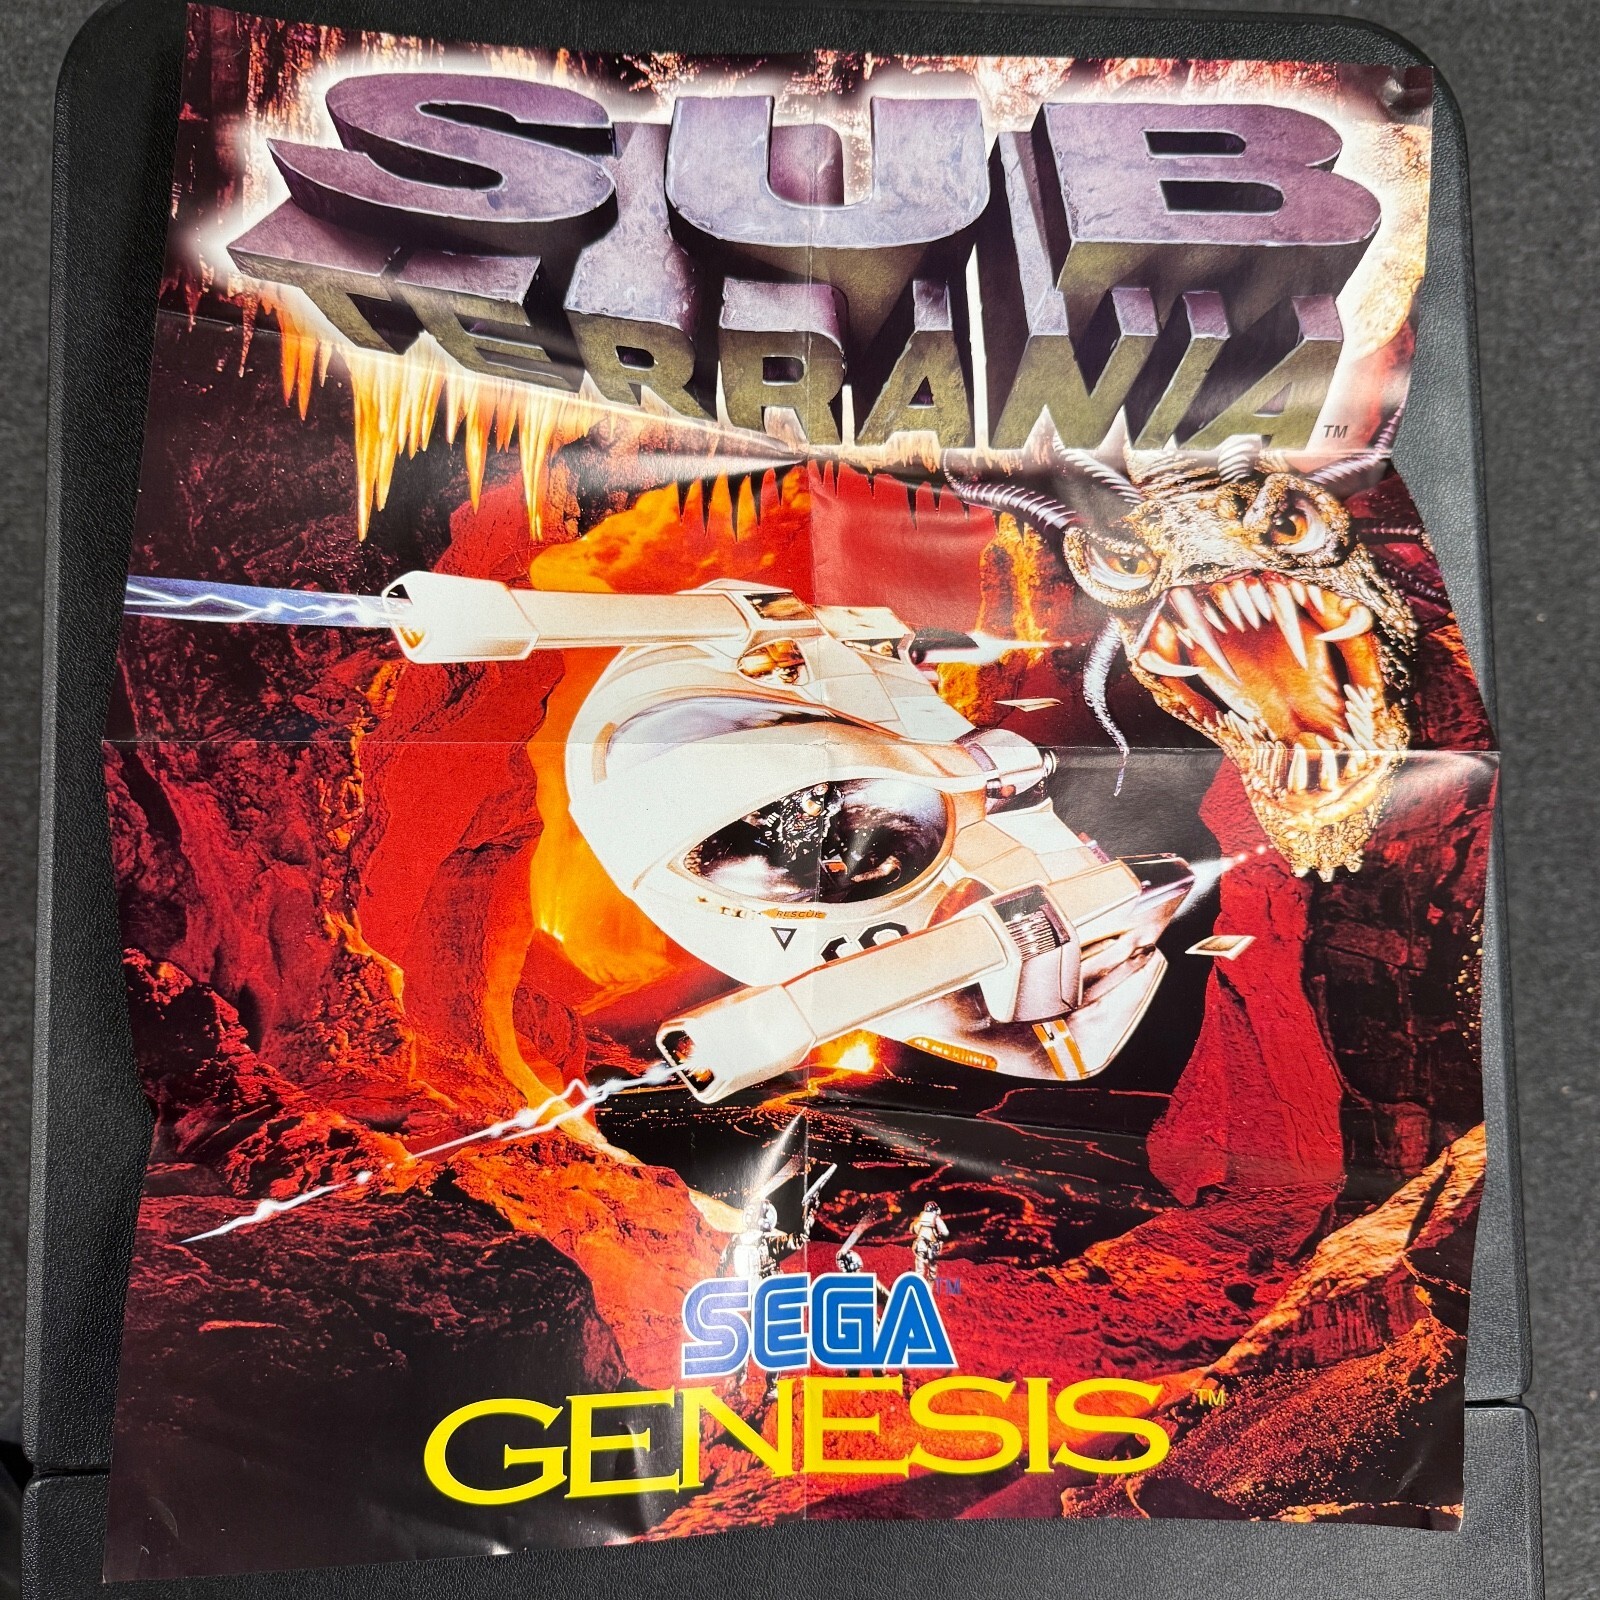 SUB
TERRANIA™
RESCUE
SEGA™
GENESIS™